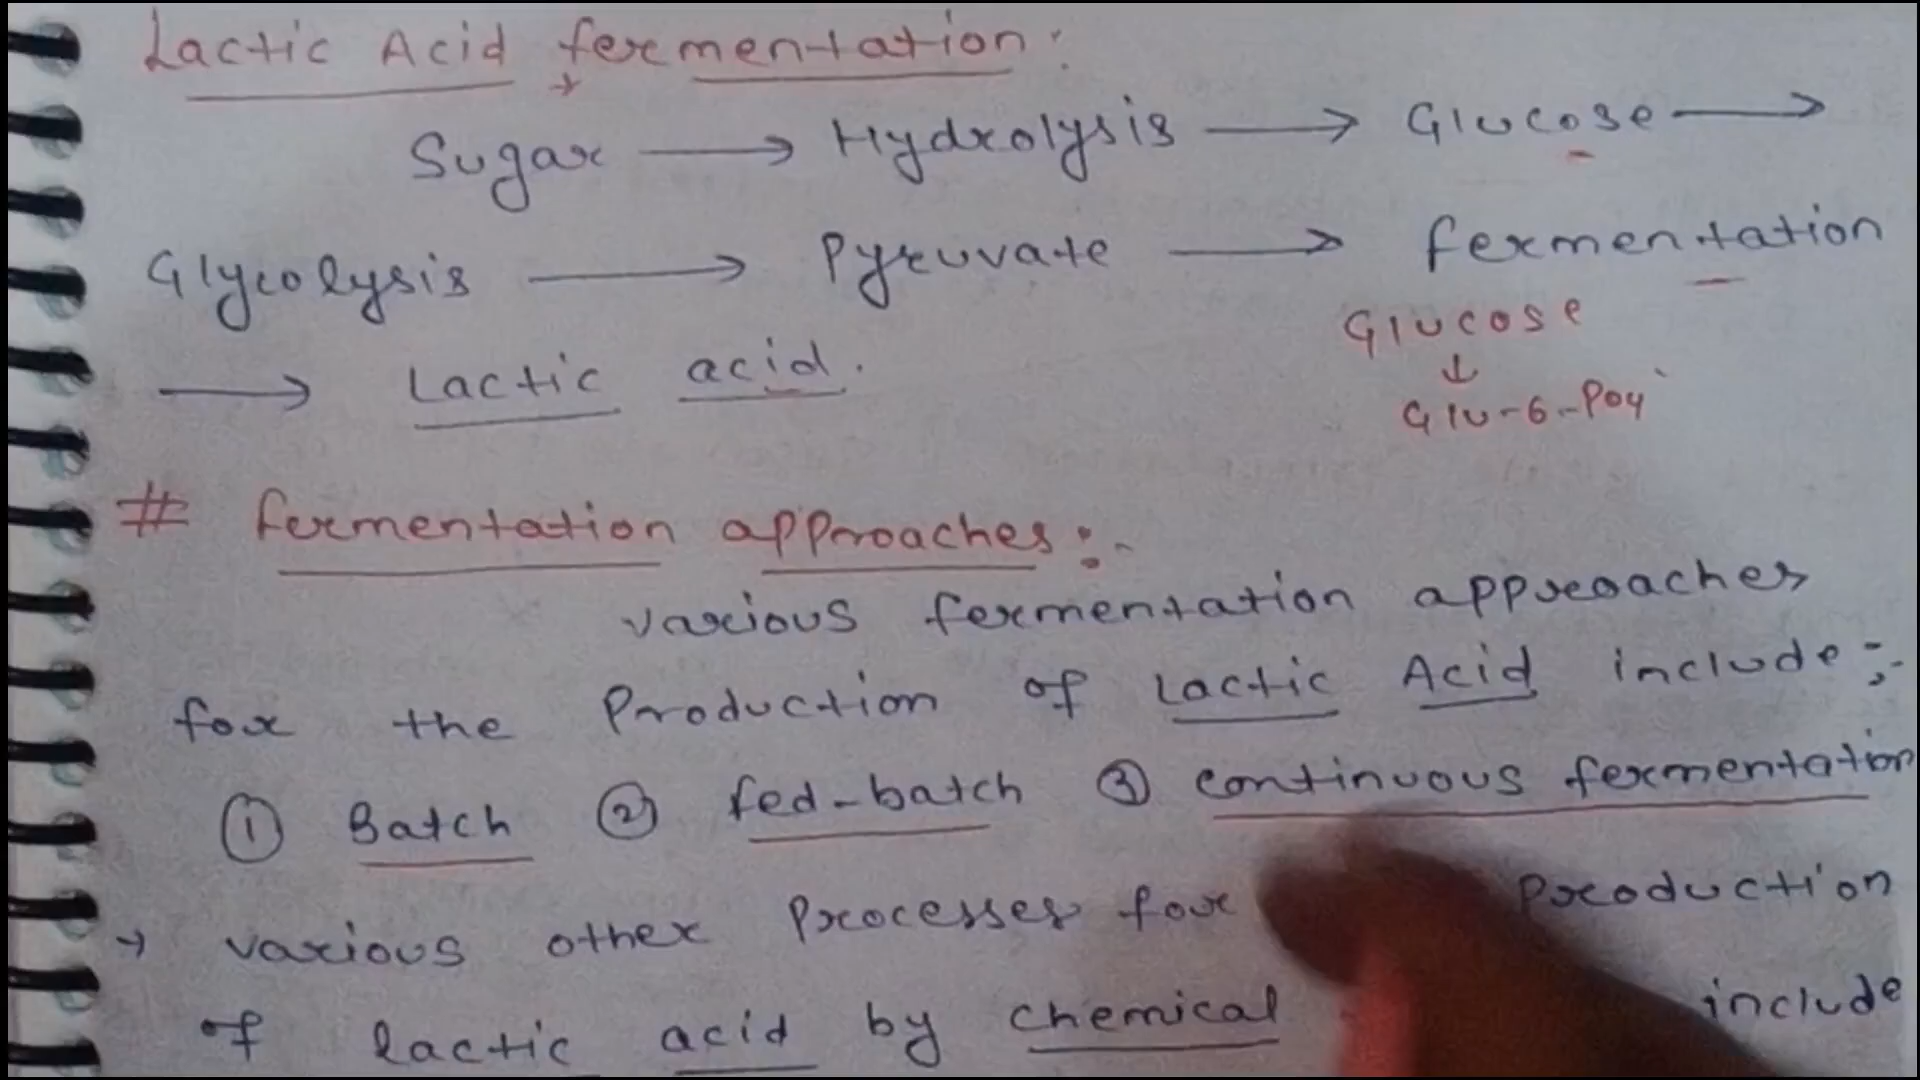 Lactic Acid fermentation:
Sugar → Hydrolysis → Glucose →
Glycolysis → Pyruvate → fermentation
→ Lactic acid.
Glucose
↓
Glu-6-PO4
# fermentation approaches:-
various fermentation approaches
for the Production of Lactic Acid include:-
① Batch ② fed-batch ③ continuous fermentation
→ various other Processes for Production
of lactic acid by chemical include